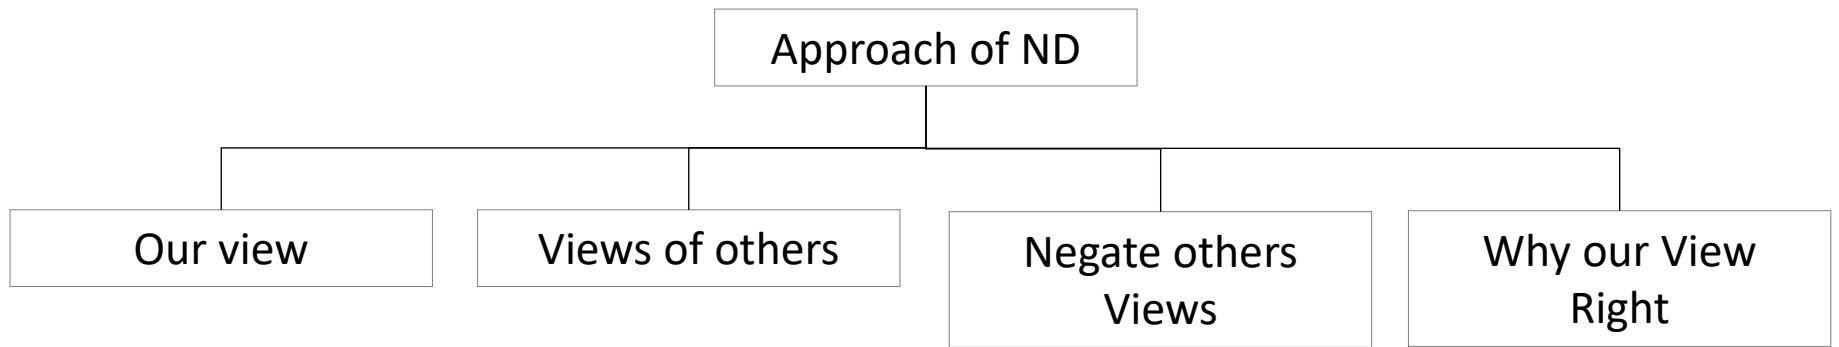 Approach of ND
Our view
Views of others
Negate others
Views
Why our View
Right